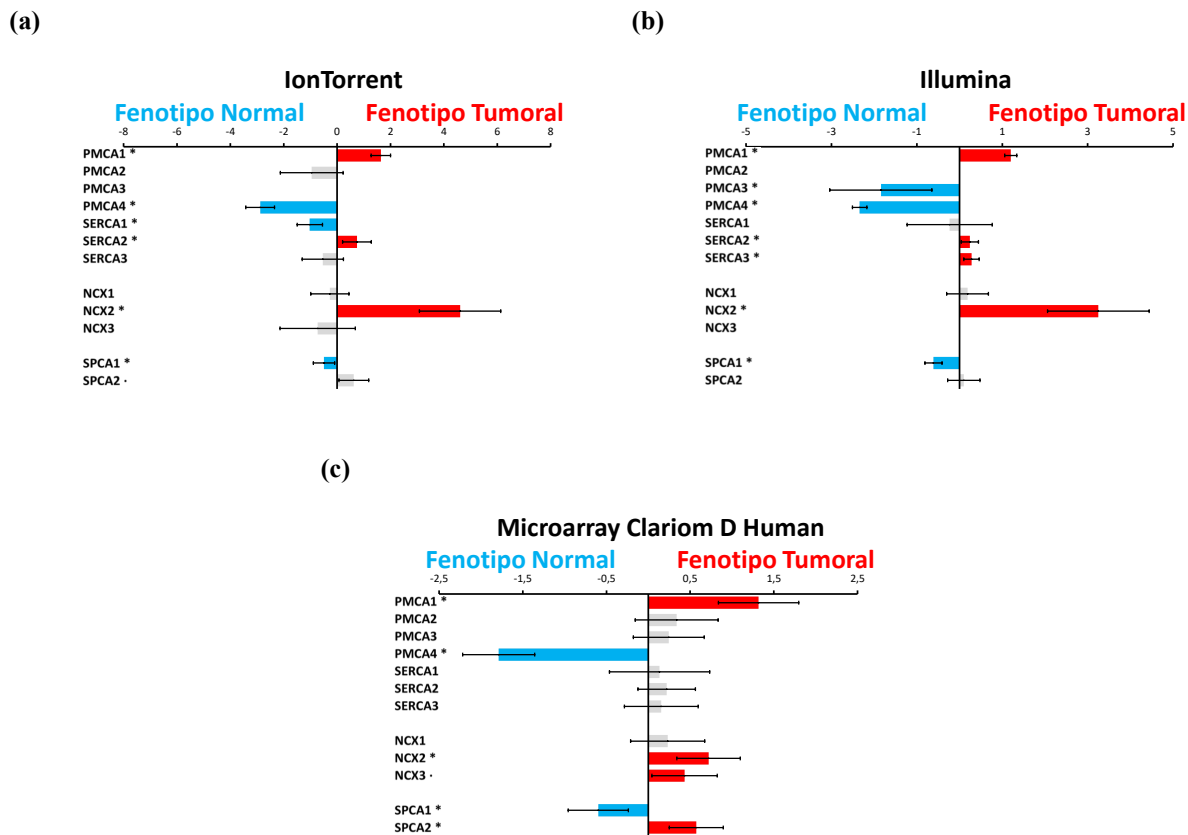 (a)
IonTorrent
Fenotipo Normal Fenotipo Tumoral
-8 -6 -4 -2 0 2 4 6 8
PMCA1 *
PMCA2
PMCA3
PMCA4 *
SERCA1 *
SERCA2 *
SERCA3
NCX1
NCX2 *
NCX3
SPCA1 *
SPCA2 ·
(b)
Illumina
Fenotipo Normal Fenotipo Tumoral
-5 -3 -1 1 3 5
PMCA1 *
PMCA2
PMCA3 *
PMCA4 *
SERCA1
SERCA2 *
SERCA3 *
NCX1
NCX2 *
NCX3
SPCA1 *
SPCA2
(c)
Microarray Clariom D Human
Fenotipo Normal Fenotipo Tumoral
-2,5 -1,5 -0,5 0,5 1,5 2,5
PMCA1 *
PMCA2
PMCA3
PMCA4 *
SERCA1
SERCA2
SERCA3
NCX1
NCX2 *
NCX3 ·
SPCA1 *
SPCA2 *